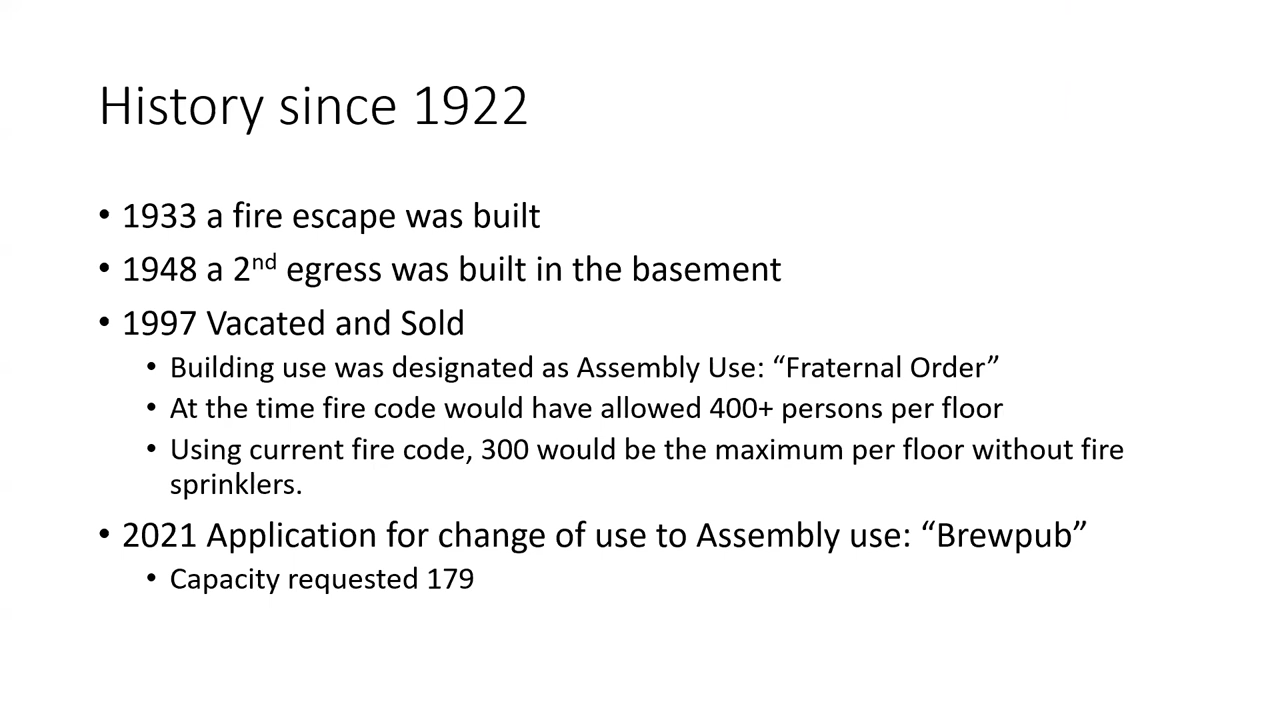 History since 1922
• 1933 a fire escape was built
• 1948 a 2nd egress was built in the basement
• 1997 Vacated and Sold
• Building use was designated as Assembly Use: “Fraternal Order”
• At the time fire code would have allowed 400+ persons per floor
• Using current fire code, 300 would be the maximum per floor without fire
sprinklers.
• 2021 Application for change of use to Assembly use: “Brewpub”
• Capacity requested 179